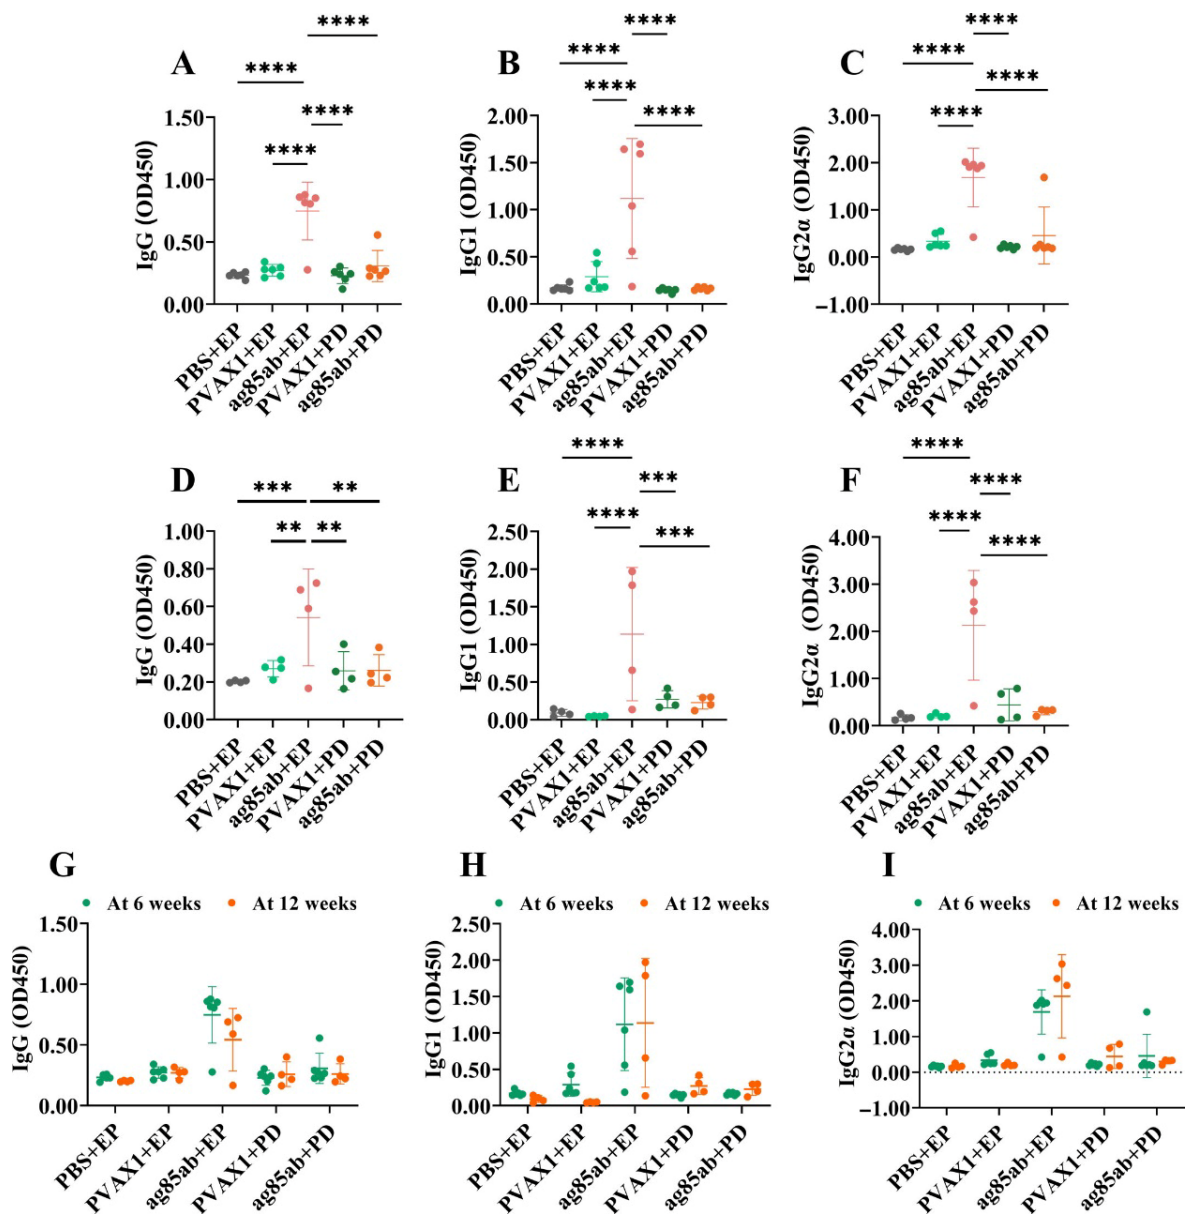 A
****
****
****
****
IgG (OD450)
1.50
1.00
0.50
0.00
PBS+EP
PVAX1+EP
ag85ab+EP
PVAX1+PD
ag85ab+PD
B
****
****
****
****
IgG1 (OD450)
2.00
1.50
1.00
0.50
0.00
PBS+EP
PVAX1+EP
ag85ab+EP
PVAX1+PD
ag85ab+PD
C
****
****
****
****
IgG2α (OD450)
3.00
2.00
1.00
0.00
−1.00
PBS+EP
PVAX1+EP
ag85ab+EP
PVAX1+PD
ag85ab+PD
D
***
**
**
**
IgG (OD450)
1.00
0.80
0.60
0.40
0.20
0.00
PBS+EP
PVAX1+EP
ag85ab+EP
PVAX1+PD
ag85ab+PD
E
****
***
****
***
IgG1 (OD450)
2.50
2.00
1.50
1.00
0.50
0.00
PBS+EP
PVAX1+EP
ag85ab+EP
PVAX1+PD
ag85ab+PD
F
****
****
****
****
IgG2α (OD450)
4.00
3.00
2.00
1.00
0.00
PBS+EP
PVAX1+EP
ag85ab+EP
PVAX1+PD
ag85ab+PD
G
At 6 weeks At 12 weeks
IgG (OD450)
1.50
1.00
0.50
0.00
PBS+EP
PVAX1+EP
ag85ab+EP
PVAX1+PD
ag85ab+PD
H
At 6 weeks At 12 weeks
IgG1 (OD450)
2.50
2.00
1.50
1.00
0.50
0.00
PBS+EP
PVAX1+EP
ag85ab+EP
PVAX1+PD
ag85ab+PD
I
At 6 weeks At 12 weeks
IgG2α (OD450)
4.00
3.00
2.00
1.00
0.00
−1.00
PBS+EP
PVAX1+EP
ag85ab+EP
PVAX1+PD
ag85ab+PD